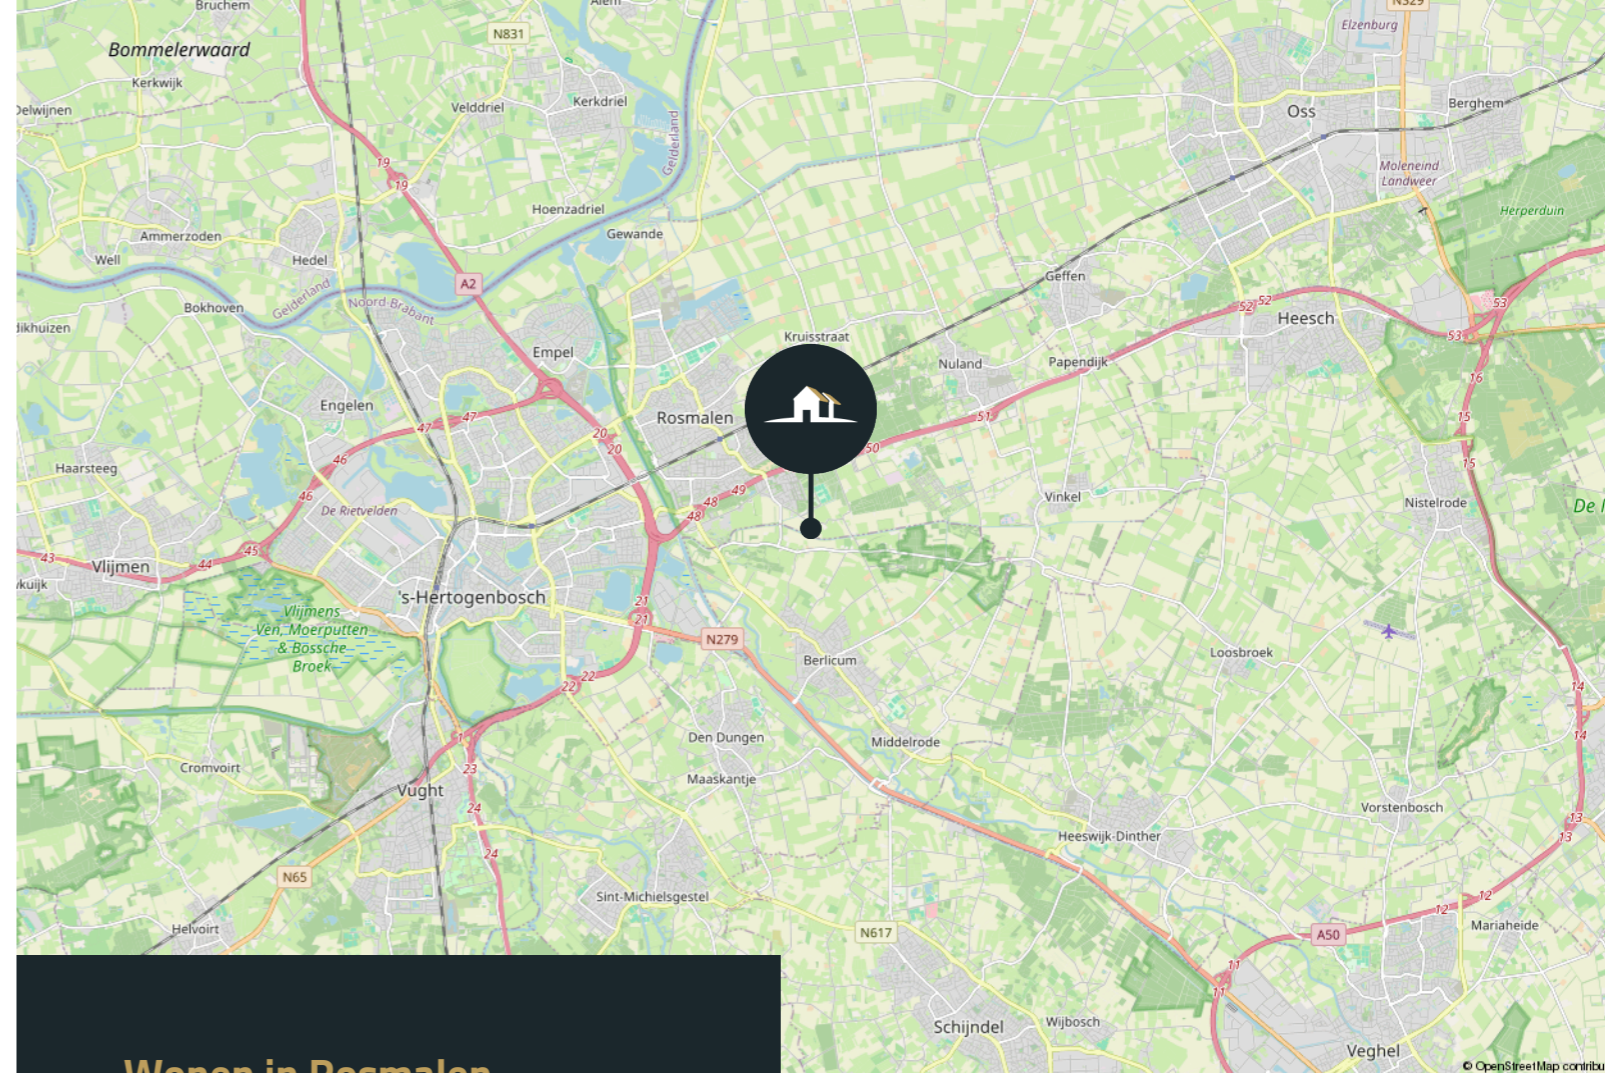 Bruchem
Alem
N329
N831
Elzenburg
Bommelerwaard
Kerkwijk
Delwijnen
Velddriel
Kerkdriel
Oss
Berghem
Gelderland
19
Moleneind
Landweer
19
Hoenzadriel
Herperduin
Gewande
Ammerzoden
Well
Hedel
Geffen
A2
Gelderland
Noord-Brabant
Bokhoven
52
52
53
Heesch
Kruisstraat
53
Empel
Nuland
Papendijk
16
Engelen
47
47
Rosmalen
51
15
20
20
50
46
Haarsteeg
15
46
49
48
48
Vinkel
Nistelrode
De Rietvelden
43
45
44
Vlijmen
's-Hertogenbosch
21
21
Vlijmens
Ven, Moerputten
& Bossche
Broek
N279
Loosbroek
Berlicum
22
22
14
14
1
Den Dungen
Middelrode
Cromvoirt
23
Maaskantje
Vught
24
Vorstenbosch
13
13
Heeswijk-Dinther
24
N65
Sint-Michielsgestel
12
12
Helvoirt
N617
A50
Mariaheide
11
11
Schijndel
Wijbosch
Veghel
Wonen in Rosmalen
© OpenStreetMap